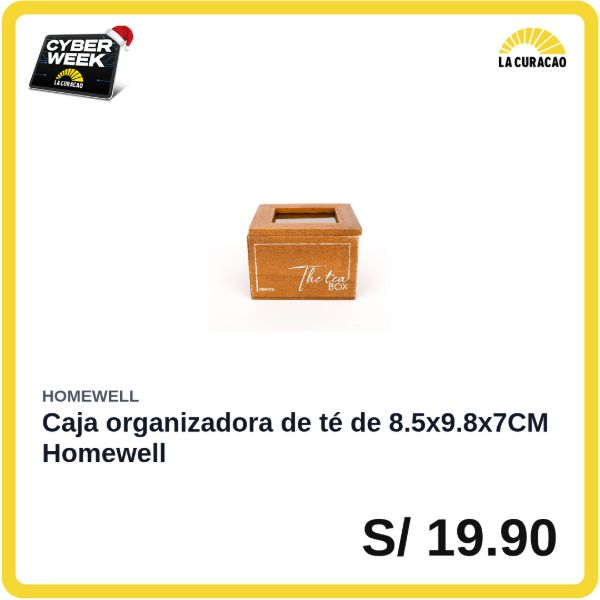 CYBER
WEEK
LA CURACAO
LA CURACAO
The tea
BOX
HOMEWELL
Caja organizadora de té de 8.5x9.8x7CM
Homewell
S/ 19.90